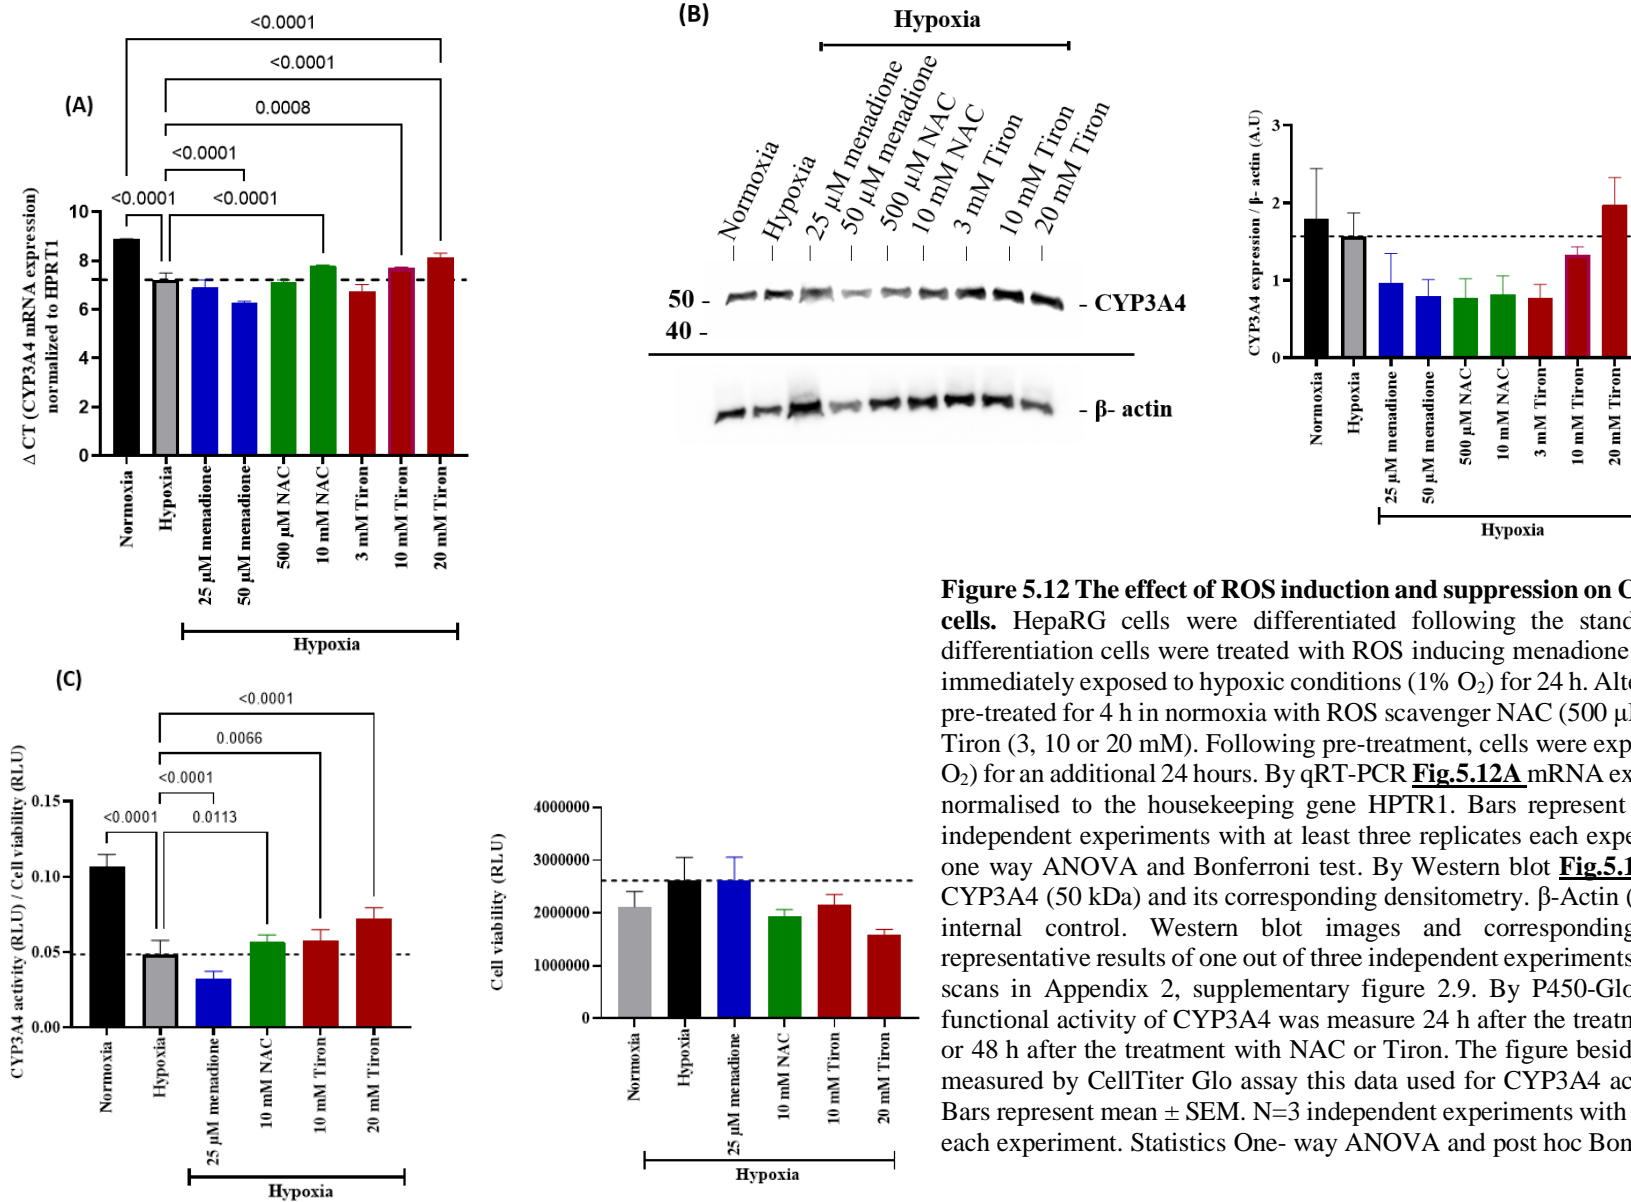 (A)
<0.0001
<0.0001
0.0008
<0.0001
<0.0001
<0.0001
Δ CT (CYP3A4 mRNA expression)
normalized to HPRT1
10
8
6
4
2
0
Normoxia
Hypoxia
25 µM menadione
50 µM menadione
500 µM NAC
10 mM NAC
3 mM Tiron
10 mM Tiron
20 mM Tiron
Hypoxia
(B)
Hypoxia
Normoxia
Hypoxia
25 µM menadione
50 µM menadione
500 µM NAC
10 mM NAC
3 mM Tiron
10 mM Tiron
20 mM Tiron
50 -
40 -
- CYP3A4
- β- actin
CYP3A4 expression / β- actin (A.U)
3
2
1
0
Normoxia
Hypoxia
25 µM menadione
50 µM menadione
500 µM NAC
10 mM NAC
3 mM Tiron
10 mM Tiron
20 mM Tiron
Hypoxia
(C)
<0.0001
0.0066
<0.0001
<0.0001
0.0113
CYP3A4 activity (RLU) / Cell viability (RLU)
0.15
0.10
0.05
0.00
Normoxia
Hypoxia
25 µM menadione
10 mM NAC
10 mM Tiron
20 mM Tiron
Hypoxia
Cell viability (RLU)
4000000
3000000
2000000
1000000
0
Normoxia
Hypoxia
25 µM menadione
10 mM NAC
10 mM Tiron
20 mM Tiron
Hypoxia
Figure 5.12 The effect of ROS induction and suppression on
cells. HepaRG cells were differentiated following the stand
differentiation cells were treated with ROS inducing menadione
immediately exposed to hypoxic conditions (1% O₂) for 24 h. Alte
pre-treated for 4 h in normoxia with ROS scavenger NAC (500
Tiron (3, 10 or 20 mM). Following pre-treatment, cells were exp
O₂) for an additional 24 hours. By qRT-PCR Fig.5.12A mRNA ex
normalised to the housekeeping gene HPTR1. Bars represent
independent experiments with at least three replicates each expe
one way ANOVA and Bonferroni test. By Western blot Fig.5.1
CYP3A4 (50 kDa) and its corresponding densitometry. β-Actin (
internal control. Western blot images and corresponding
representative results of one out of three independent experiments
scans in Appendix 2, supplementary figure 2.9. By P450-Glo
functional activity of CYP3A4 was measure 24 h after the treatm
or 48 h after the treatment with NAC or Tiron. The figure besid
measured by CellTiter Glo assay this data used for CYP3A4 ac
Bars represent mean ± SEM. N=3 independent experiments with
each experiment. Statistics One- way ANOVA and post hoc Bon